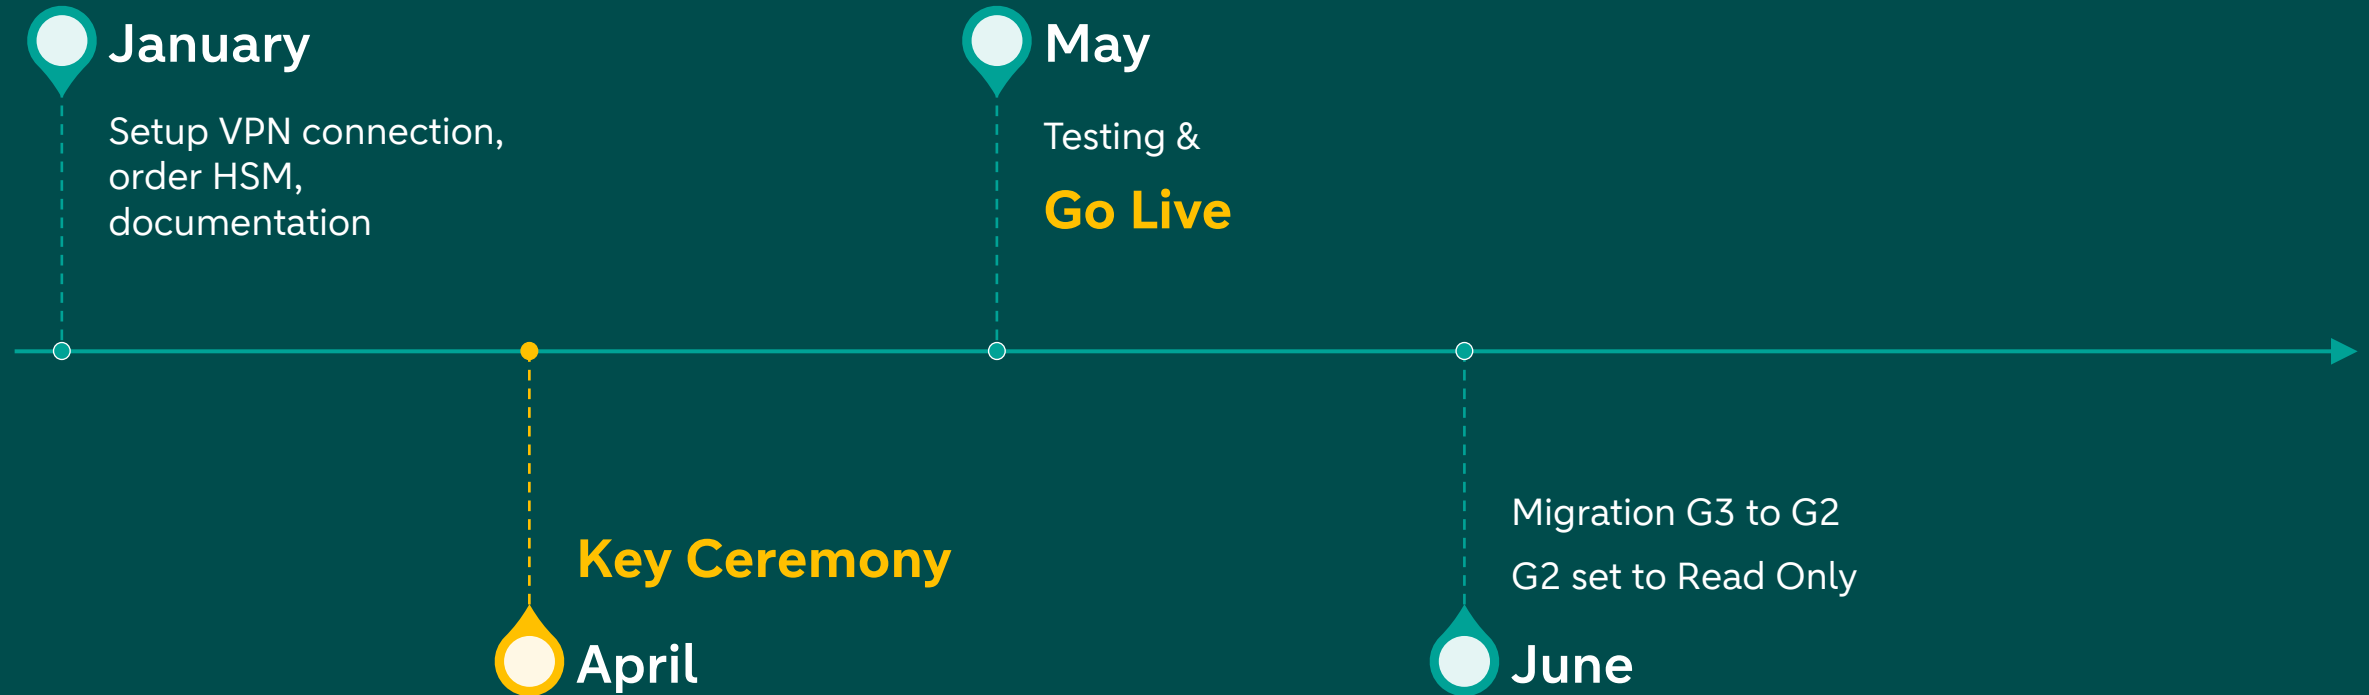 January
Setup VPN connection,
order HSM,
documentation
Key Ceremony
April
May
Testing &
Go Live
Migration G3 to G2
G2 set to Read Only
June